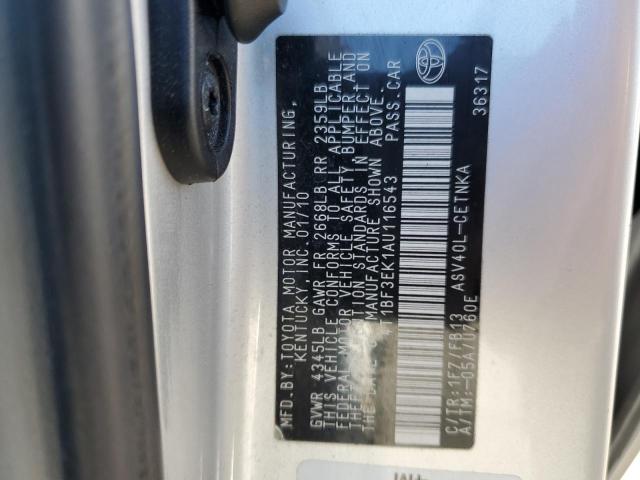 MFD.BY:TOYOTA MOTOR MANUFACTURING,
KENTUCKY, INC. 01/10
GVWR 4345LB GAWR FR 2668LB RR 2359LB
THIS VEHICLE CONFORMS TO ALL APPLICABLE
FEDERAL MOTOR VEHICLE SAFETY BUMPER,AND
THEFT PREVENTION STANDARDS IN EFFECT ON
THE DATE OF MANUFACTURE SHOWN ABOVE.
4T1BF3EK1AU116543 PASS.CAR
C/TR:1F7/FB13 ASV40L-CETNKA
A/TM:-05A/U760E 36317